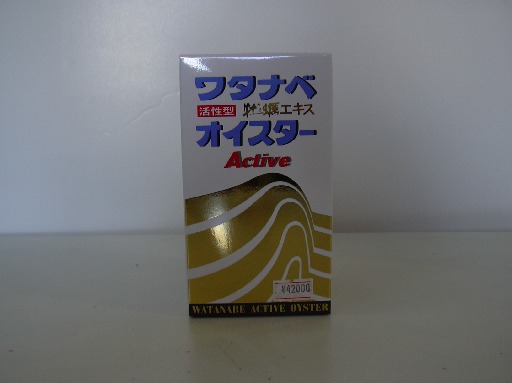 ワタナベ
活性型 牡蠣エキス
オイスター
Active
¥42000
WATANABE ACTIVE OYSTER